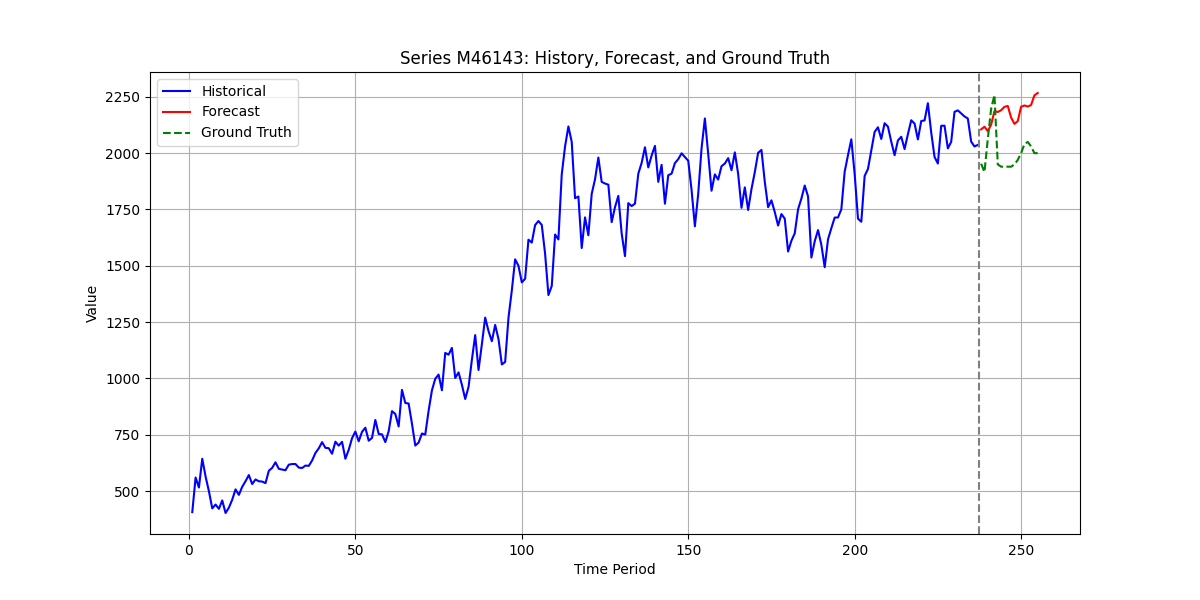 Series M46143: History, Forecast, and Ground Truth
Historical
Forecast
Ground Truth
2250
2000
1750
1500
1250
1000
750
500
Value
0 50 100 150 200 250
Time Period